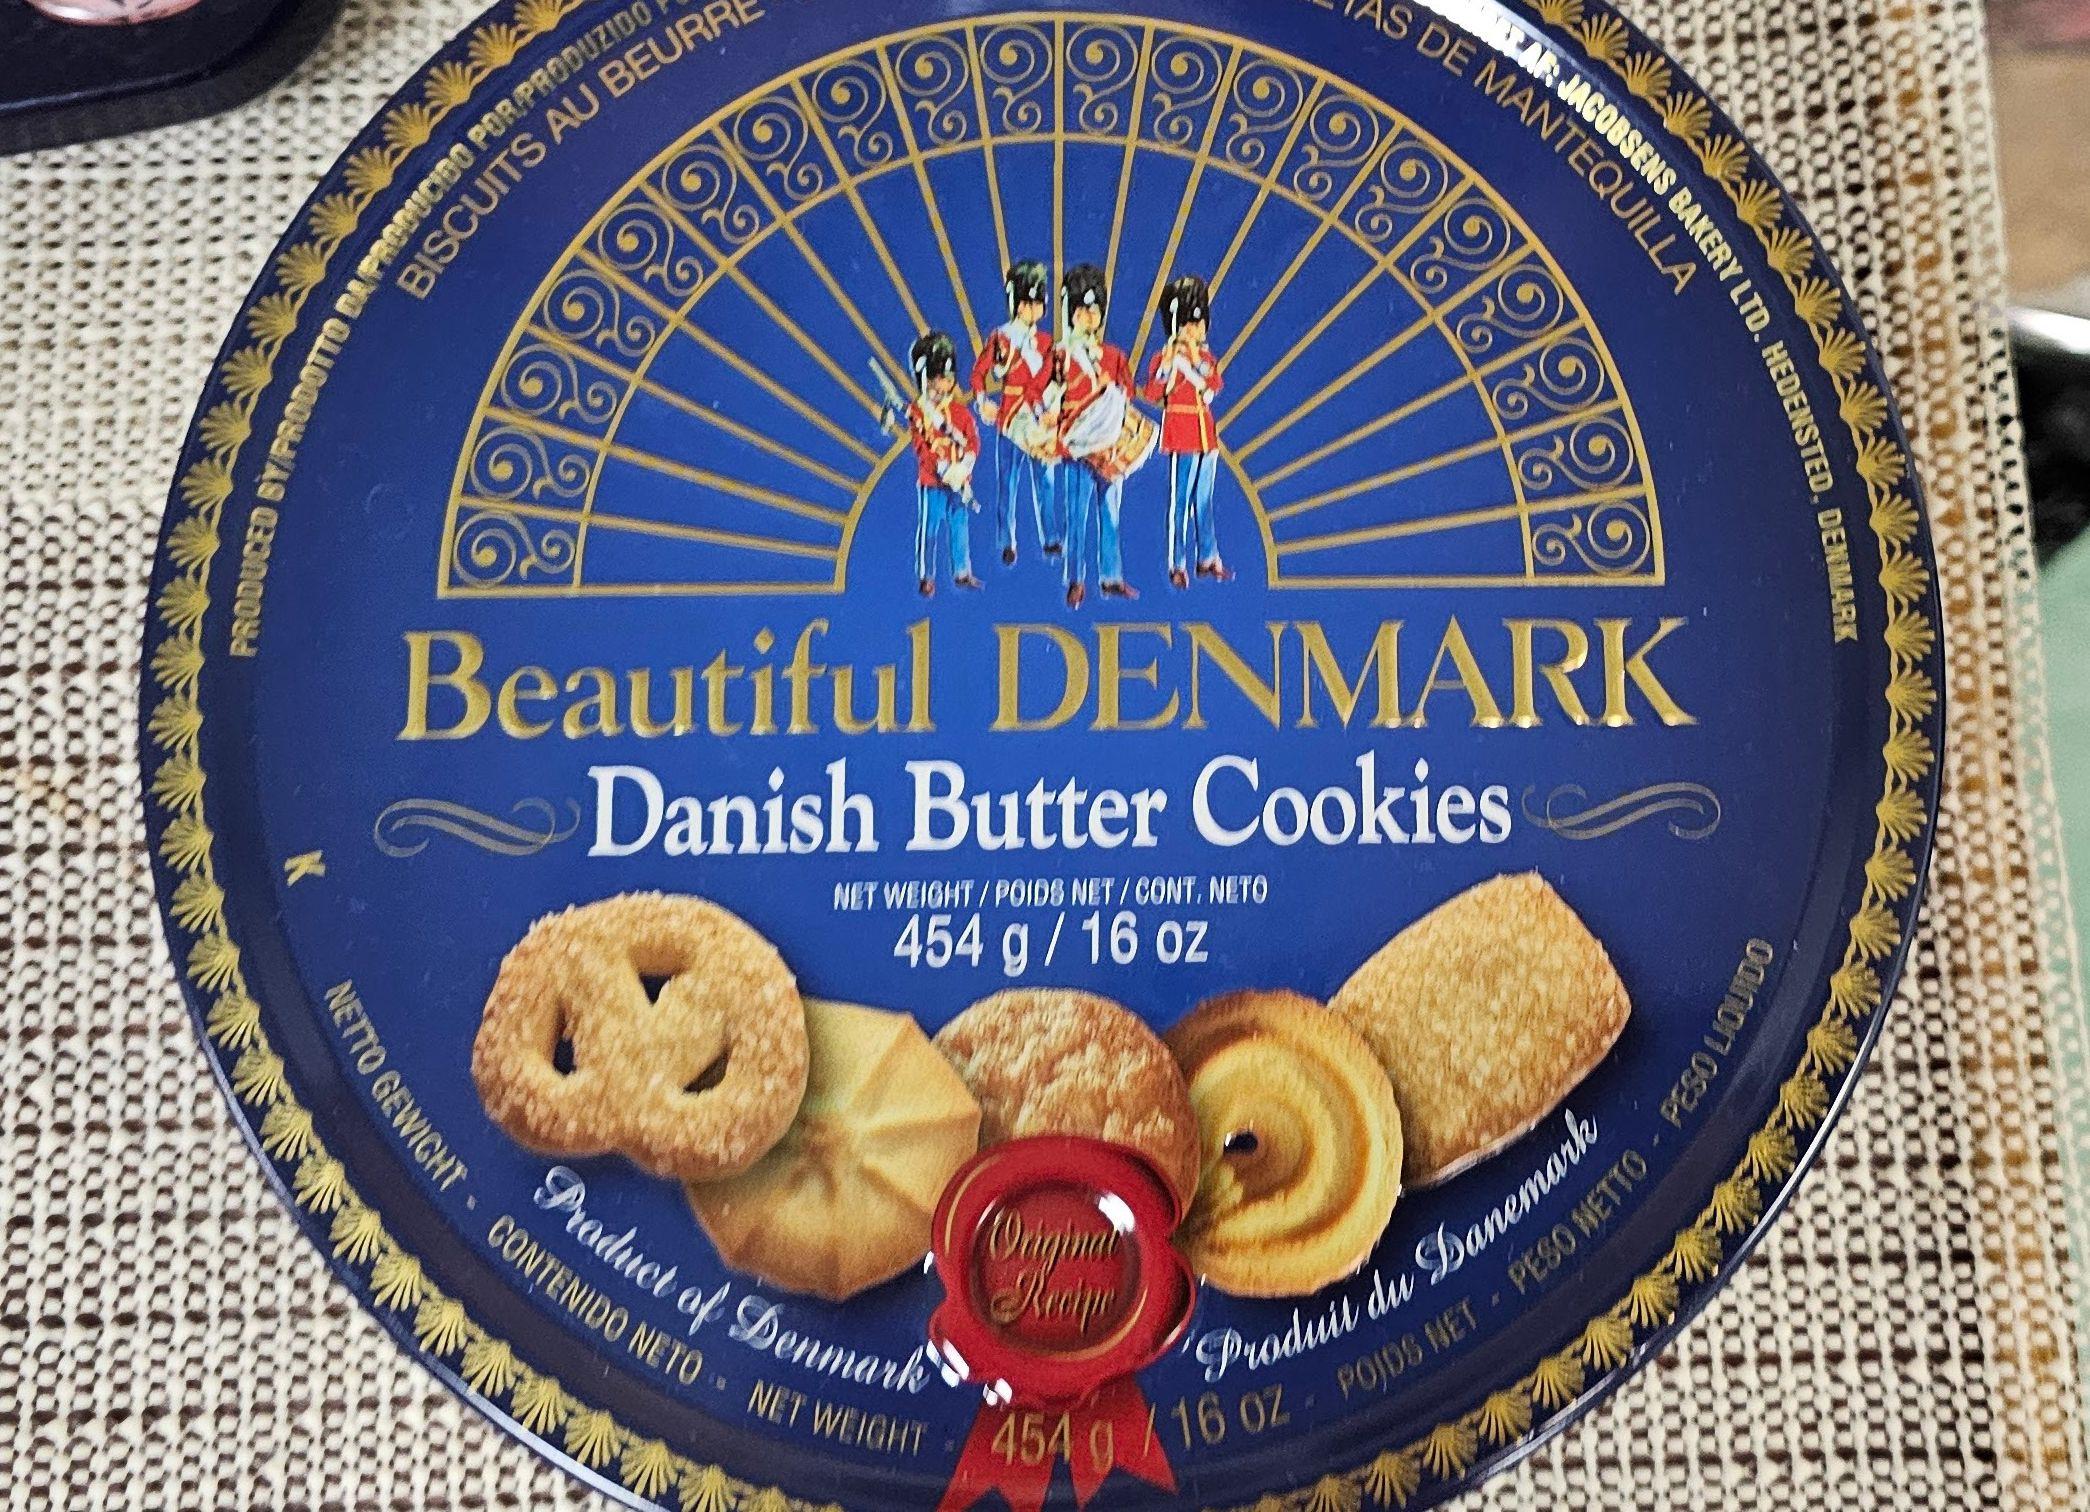 PRODUCED BY/PRODOTTO DA/PRODUCIDO POR/PRODUZIDO
JACOBSENS BAKERY LTD. HEDENSTED, DENMARK
BISCUITS AU BEURRE
DE MANTEQUILLA
Beautiful DENMARK
Danish Butter Cookies
K
NET WEIGHT / POIDS NET / CONT. NETO
454 g / 16 oz
Original
Recipe
Product of Denmark
Produit du Danemark
NETTO GEWICHT - CONTENIDO NETO - NET WEIGHT - 454 g / 16 oz - POIDS NET - PESO NETTO - PESO LIQUIDO